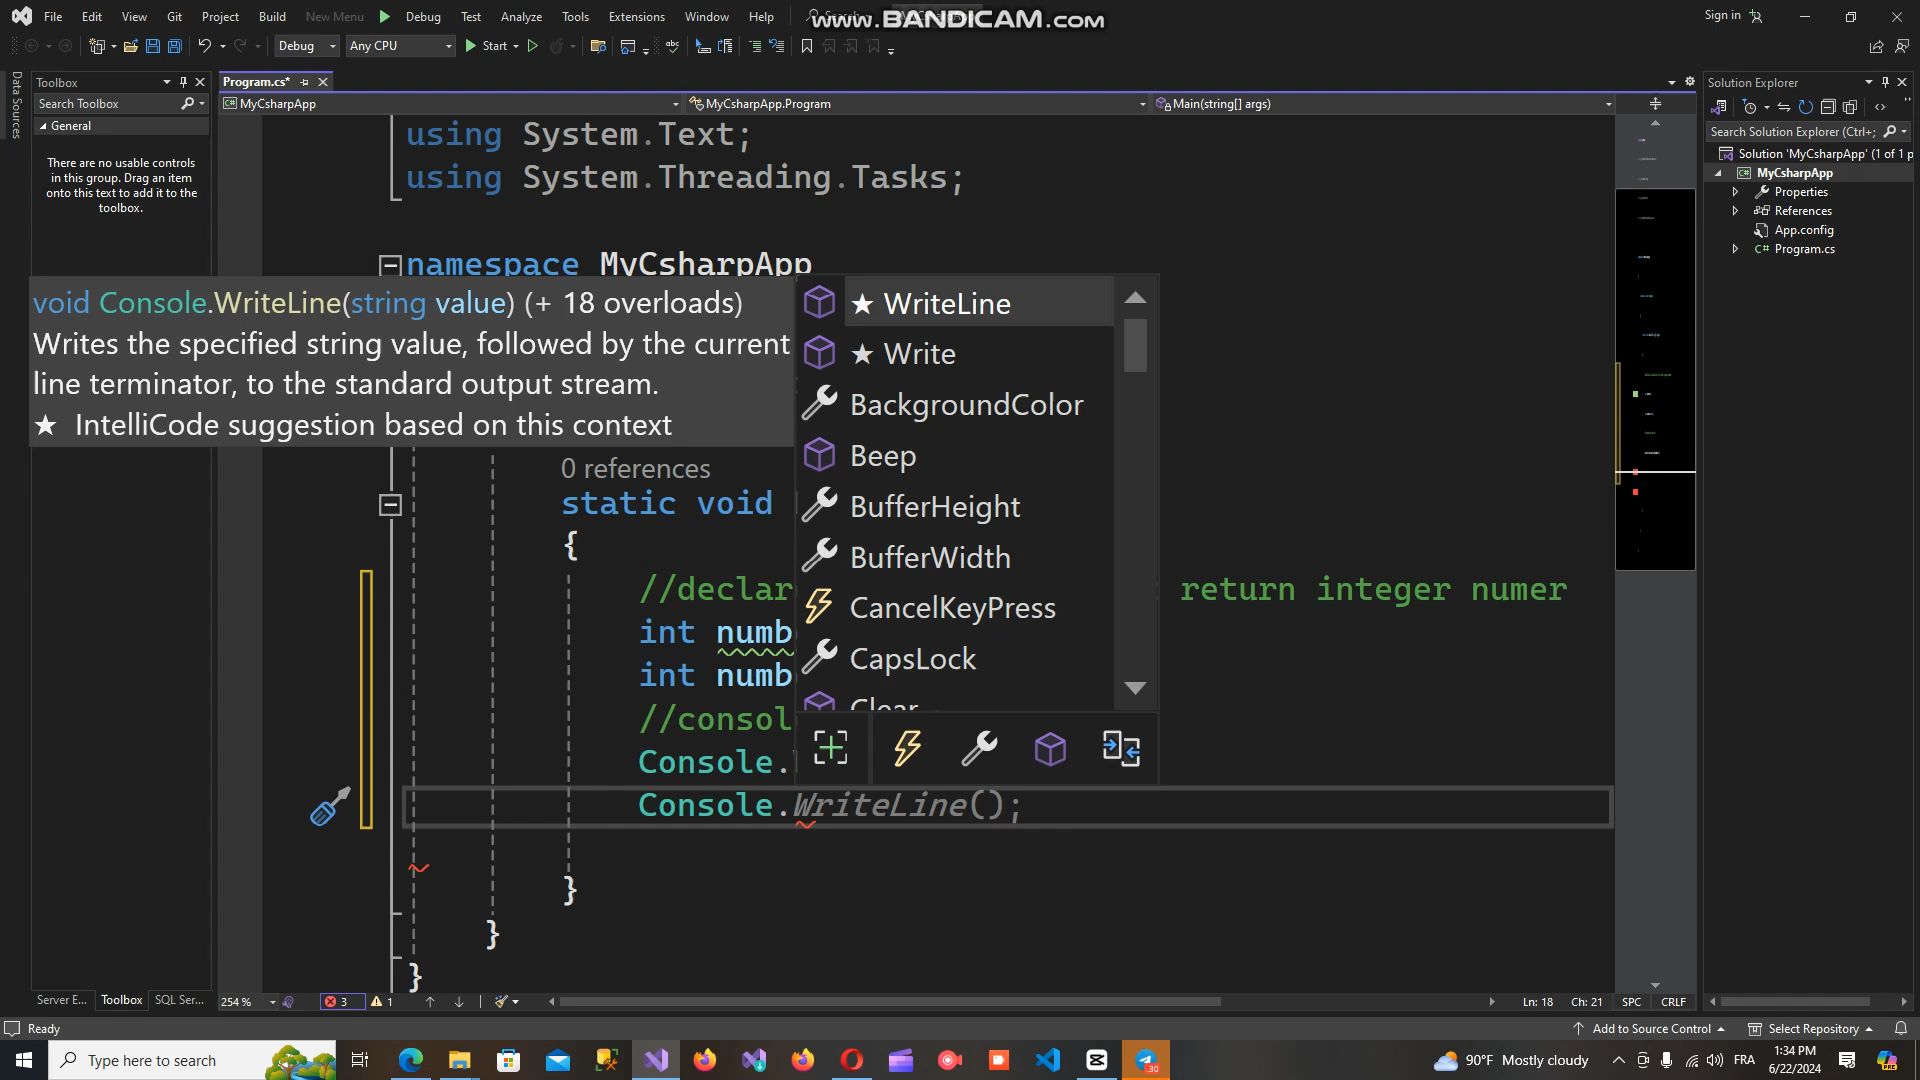 File Edit View Git Project Build New Menu Debug Test Analyze Tools Extensions Window Help
www.BANDICAM.com
Sign in
Debug Any CPU Start
Data Sources
Toolbox
Search Toolbox
General
There are no usable controls
in this group. Drag an item
onto this text to add it to the
toolbox.
Program.cs*
MyCsharpApp MyCsharpApp.Program Main(string[] args)
using System.Text;
using System.Threading.Tasks;
namespace MyCsharpApp
void Console.WriteLine(string value) (+ 18 overloads)
Writes the specified string value, followed by the current
line terminator, to the standard output stream.
★ IntelliCode suggestion based on this context
★ WriteLine
★ Write
BackgroundColor
Beep
BufferHeight
BufferWidth
CancelKeyPress
CapsLock
Clear
0 references
static void
{
//declar return integer numer
int numb
int numb
//consol
Console.
Console.WriteLine();
}
}
}
Solution Explorer
Search Solution Explorer (Ctrl+;
Solution 'MyCsharpApp' (1 of 1 p
MyCsharpApp
Properties
References
App.config
Program.cs
Server E... Toolbox SQL Ser...
254 % 3 1 Ln: 18 Ch: 21 SPC CRLF
Ready Add to Source Control Select Repository
Type here to search
30
90°F Mostly cloudy FRA 1:34 PM
6/22/2024
PRE